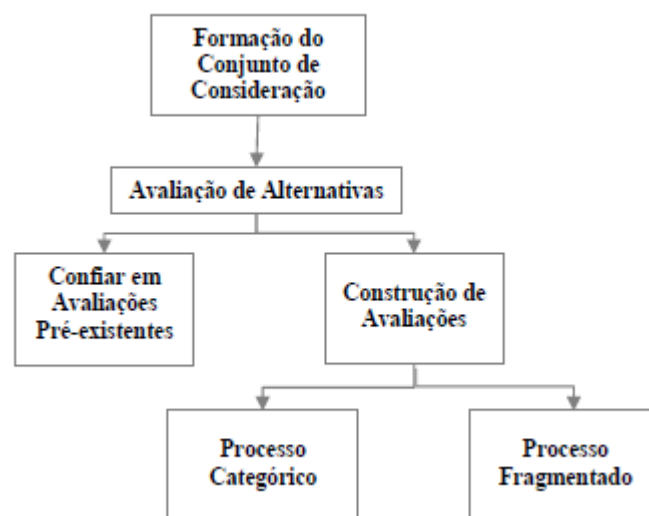 Formação do
Conjunto de
Consideração
Avaliação de Alternativas
Confiar em
Avaliações
Pré-existentes
Construção de
Avaliações
Processo
Categórico
Processo
Fragmentado